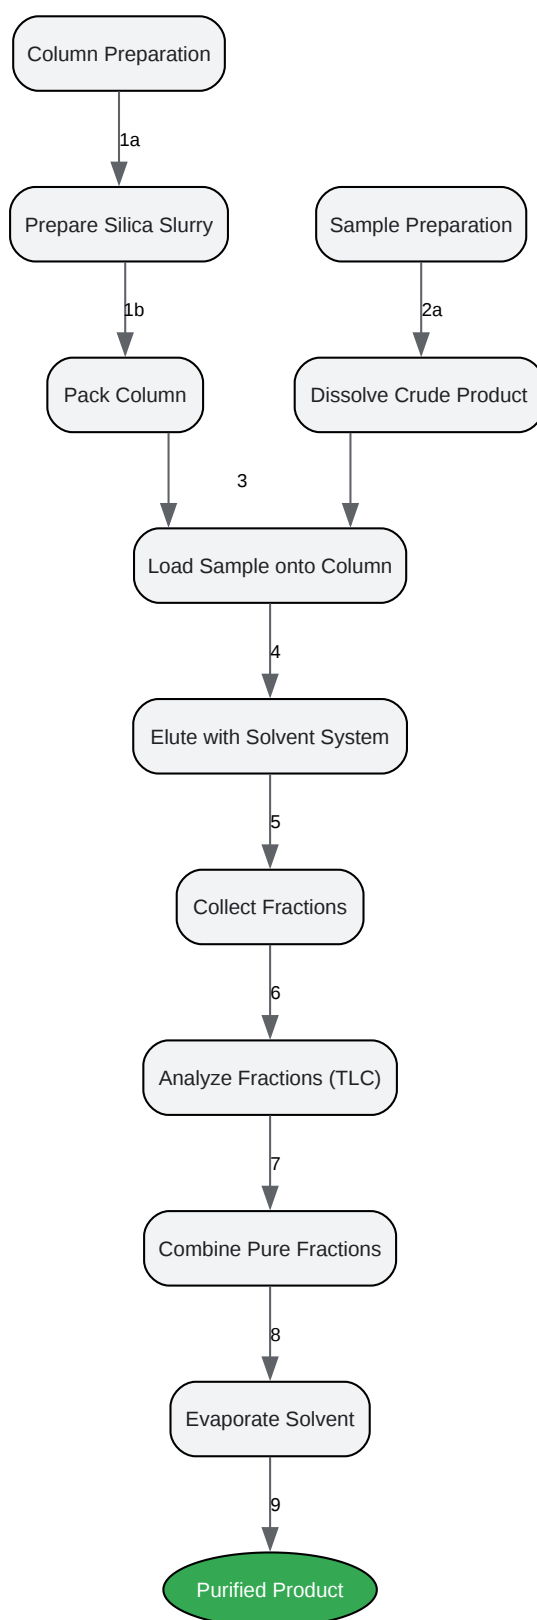 Column Preparation
1a
Prepare Silica Slurry
Sample Preparation
1b
2a
Pack Column
Dissolve Crude Product
3
Load Sample onto Column
4
Elute with Solvent System
5
Collect Fractions
6
Analyze Fractions (TLC)
7
Combine Pure Fractions
8
Evaporate Solvent
9
Purified Product